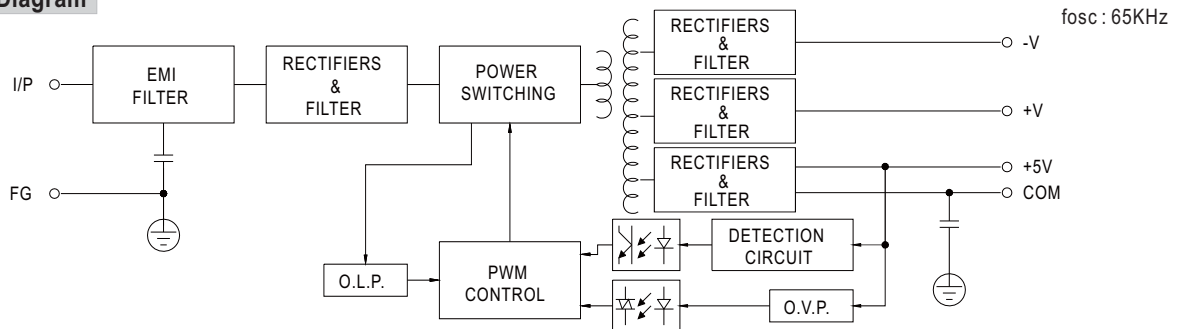 Diagram
fosc : 65KHz
I/P
EMI
FILTER
RECTIFIERS
&
FILTER
POWER
SWITCHING
RECTIFIERS
&
FILTER
-V
RECTIFIERS
&
FILTER
+V
RECTIFIERS
&
FILTER
+5V
COM
FG
O.L.P.
PWM
CONTROL
DETECTION
CIRCUIT
O.V.P.